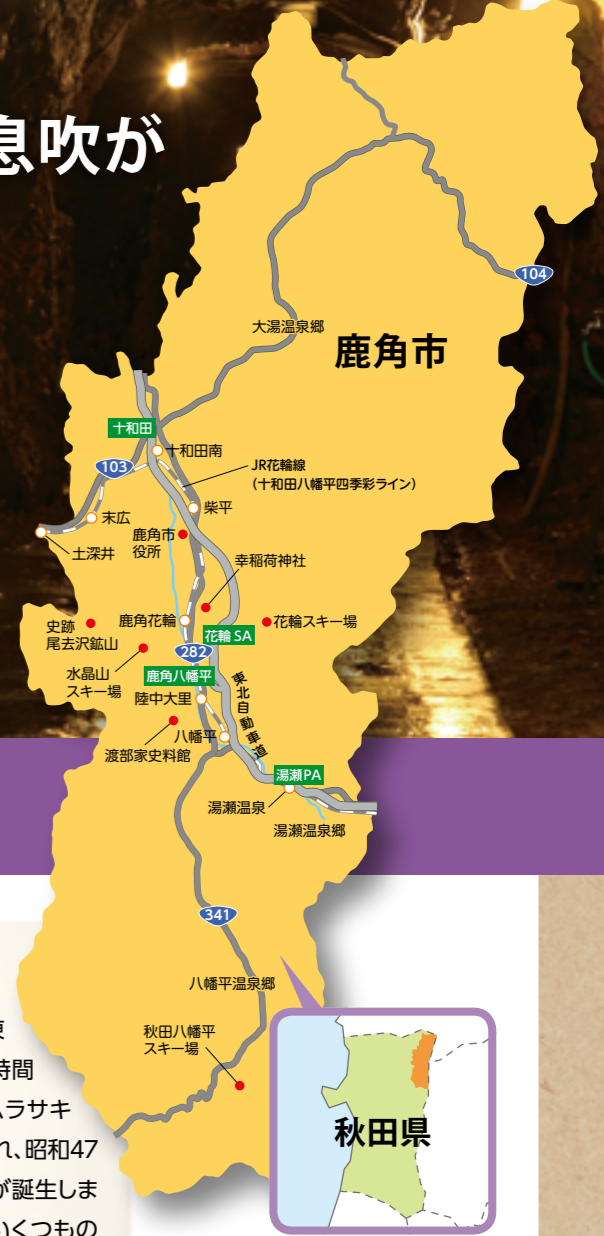 息吹が
104
大湯温泉郷
鹿角市
十和田
十和田南
103
JR花輪線
（十和田八幡平四季彩ライン）
末広
柴平
鹿角市
役所
土深井
幸稲荷神社
史跡
尾去沢鉱山
鹿角花輪
花輪スキー場
花輪SA
282
水晶山
スキー場
鹿角八幡平
陸中大里
東北自動車道
八幡平
渡部家史料館
湯瀬PA
湯瀬温泉
湯瀬温泉郷
341
八幡平温泉郷
秋田八幡平
スキー場
時間
ラサキ
れ、昭和47
が誕生しま
いくつもの
秋田県